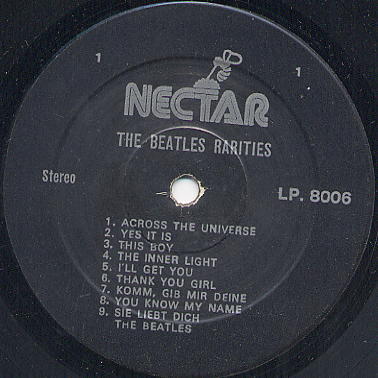 1 1
NECTAR
THE BEATLES RARITIES
Stereo LP. 8006
1. ACROSS THE UNIVERSE
2. YES IT IS
3. THIS BOY
4. THE INNER LIGHT
5. I'LL GET YOU
6. THANK YOU GIRL
7. KOMM, GIB MIR DEINE
8. YOU KNOW MY NAME
9. SIE LIEBT DICH
THE BEATLES